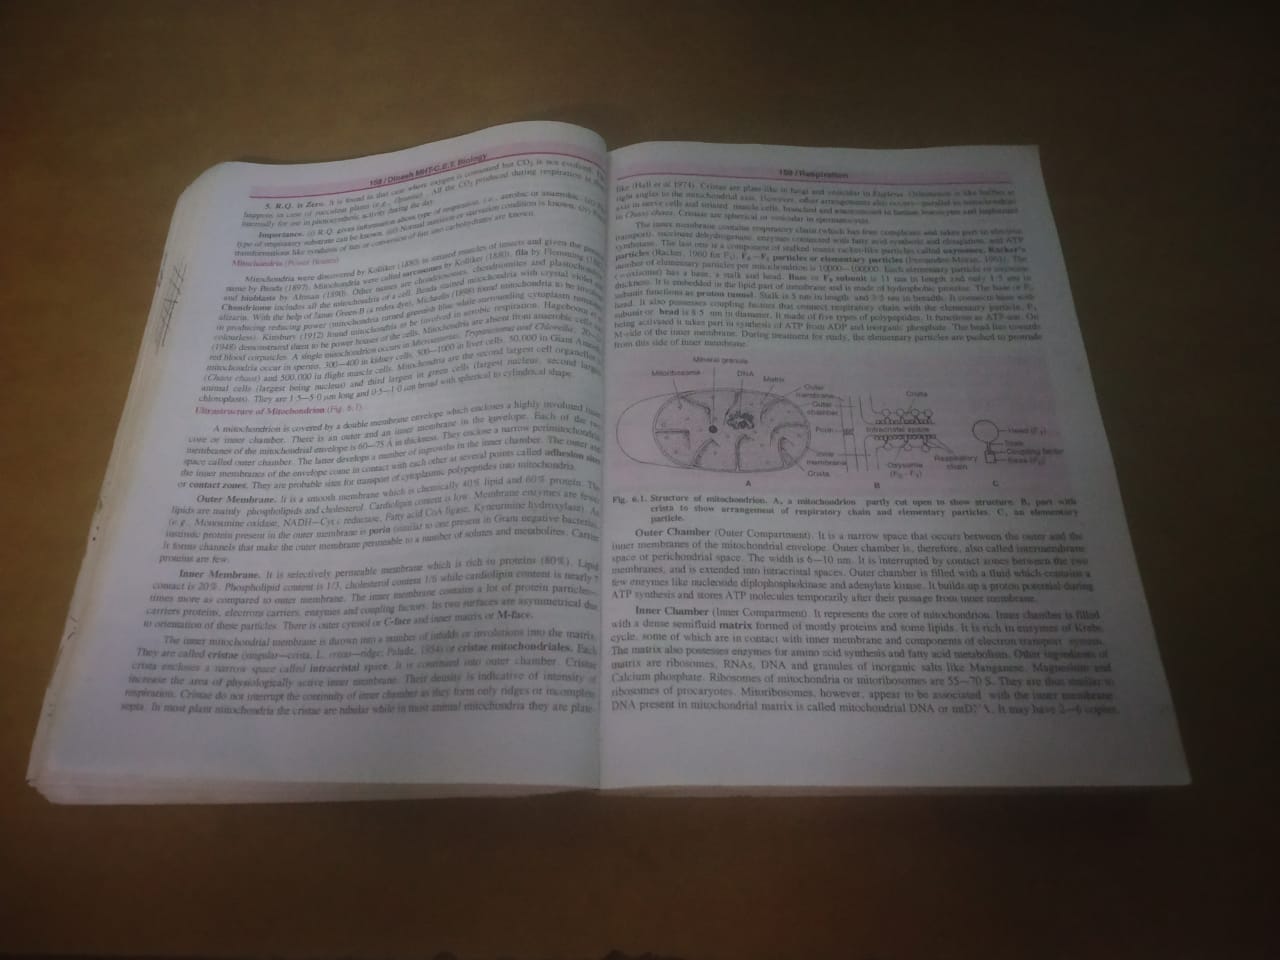 158 / Dinesh MHT-C.E.T. Biology
5. R.Q. is Zero. It is found in that case where oxygen is consumed but CO₂ is not evolved.
happens in case of succulent plants (e.g., Opuntia). All the CO₂ produced during respiration is
internally for use in photosynthetic activity during the day.
Importance. (i) R.Q. gives information about type of respiration, i.e., aerobic or anaerobic. (ii)
type of respiratory substrate can be known. (iii) Normal nutrition or starvation condition is known. (iv)
transformations like synthesis of fats or conversion of fats into carbohydrates are known.
Mitochondria (Power Houses)
Mitochondria were discovered by Kolliker (1880) in striated muscles of insects and given the
name by Benda (1897). Mitochondria were called sarcosomes by Kolliker (1880), fila by Flemming
and bioblasts by Altman (1890). Other names are chondriosomes, chondriomites and
Chondriome includes all the mitochondria of a cell. Benda stained mitochondria with crystal violet and
alizarin. With the help of Janus Green-B (a redox dye), Michaelis (1898) found mitochondria to be involved
in producing reducing power (mitochondria turned greenish blue while surrounding cytoplasm remained
colourless). Kinsbury (1912) found mitochondria to be involved in aerobic respiration. Hogeboom et al
(1948) demonstrated them to be power houses of the cells. Mitochondria are absent from anaerobic cells and
red blood corpuscles. A single mitochondrion occurs in Microasterias, Trypanosoma and Chlorella.
mitochondria occur in sperms, 300—400 in kidney cells, 500—1000 in liver cells, 50,000 in Giant
(Chaos chaos) and 500,000 in flight muscle cells. Mitochondria are the second largest cell organelles
animal cells (largest being nucleus) and third largest in green cells (largest nucleus, second largest
chloroplasts). They are 1·5—5·0 µm long and 0·5—1·0 µm broad with spherical to cylindrical shape.
Ultrastructure of Mitochondrion (Fig. 6.1)
A mitochondrion is covered by a double membrane envelope which encloses a highly involuted inner
core or inner chamber. There is an outer and an inner membrane in the envelope. Each of the two
membranes of the mitochondrial envelope is 60—75 Å in thickness. They enclose a narrow perimitochondrial
space called outer chamber. The latter develops a number of ingrowths in the inner chamber. The outer and
the inner membranes of the envelope come in contact with each other at several points called adhesion sites
or contact zones. They are probable sites for transport of cytoplasmic polypeptides into mitochondria.
Outer Membrane. It is a smooth membrane which is chemically 40% lipid and 60% protein. The
lipids are mainly phospholipids and cholesterol. Cardiolipin content is low. Membrane enzymes are fewer
(e.g., Monoamine oxidase, NADH—Cyt c reductase, Fatty acid CoA ligase, Kyneurnine hydroxylase). An
intrinsic protein present in the outer membrane is porin (similar to one present in Gram negative bacteria).
It forms channels that make the outer membrane permeable to a number of solutes and metabolites. Carrier
proteins are few.
Inner Membrane. It is selectively permeable membrane which is rich in proteins (80%). Lipid
contact is 20%. Phospholipid content is 1/3, cholesterol content 1/6 while cardiolipin content is nearly
times more as compared to outer membrane. The inner membrane contains a lot of protein particles—
carriers proteins, electrons carriers, enzymes and coupling factors. Its two surfaces are asymmetrical due
to orientation of these particles. There is outer cytosol or C-face and inner matrix or M-face.
The inner mitochondrial membrane is thrown into a number of infolds or involutions into the matrix.
They are called cristae (singular—crista, L. crista—ridge; Palade, 1954) or cristae mitochondriales. Each
crista encloses a narrow space called intracristal space. It is continued into outer chamber. Cristae
increase the area of physiologically active inner membrane. Their density is indicative of intensity of
respiration. Cristae do not interrupt the continuity of inner chamber as they form only ridges or incomplete
septa. In most plant mitochondria the cristae are tubular while in most animal mitochondria they are plate-
159 / Respiration
like (Hall et al 1974). Cristae are plate-like in fungi and vesicular in Euglena.
right angles to the mitochondrial axis. However, other arrangements also occurs—parallel to mitochondrial
axis in nerve cells and striated muscle cells, branched and anastomosed in human leucocytes and
in Chaos chaos. Cristae are spherical or vesicular in spermatocytes.
The inner membrane contains respiratory chain (which has four complexes and takes part in electron
transport), succinate dehydrogenase, enzymes connected with fatty acid synthesis and elongation, and ATP
synthetase. The last one is a component of stalked tennis racket-like particles called oxysomes, Racker's
particles (Racker, 1960 for F₁), F₀—F₁ particles or elementary particles (Fernandez-Moran, 1961). The
number of elementary particles per mitochondrion is 10000—100000. Each elementary particle or oxysome
(=oxisome) has a base, a stalk and head. Base or F₀ subunit is 11 nm in length and only 1·5 nm in
thickness. It is embedded in the lipid part of membrane and is made of hydrophobic proteins. The base or F₀
subunit functions as proton tunnel. Stalk is 5 nm in length and 3·5 nm in breadth. It connects base with
head. It also possesses coupling factors that connect respiratory chain with the elementary particle. F₁
subunit or head is 8·5 nm in diameter. It is made of five types of polypeptides. It functions as ATP-ase. On
being activated it takes part in synthesis of ATP from ADP and inorganic phosphate. The head lies towards
M-side of the inner membrane. During treatment for study, the elementary particles are pushed to protrude
from this side of inner membrane.
Mineral granule
Mitoribosome
DNA
Matrix
Outer membrane
Outer chamber
Porin
Inner membrane
Crista
A
Crista
Intracristal space
Oxysome (F₀ - F₁)
Respiratory chain
B
Head (F₁)
Stalk
Coupling factor
Base (F₀)
C
Fig. 6.1. Structure of mitochondrion. A, a mitochondrion partly cut open to show structure. B, part with
crista to show arrangement of respiratory chain and elementary particles. C, an elementary
particle.
Outer Chamber (Outer Compartment). It is a narrow space that occurs between the outer and the
inner membranes of the mitochondrial envelope. Outer chamber is, therefore, also called intermembrane
space or perichondrial space. The width is 6—10 nm. It is interrupted by contact zones between the two
membranes, and is extended into intracristal spaces. Outer chamber is filled with a fluid which contains a
few enzymes like nucleoside diplophosphokinase and adenylate kinase. It builds up a proton potential during
ATP synthesis and stores ATP molecules temporarily after their passage from inner membrane.
Inner Chamber (Inner Compartment). It represents the core of mitochondrion. Inner chamber is filled
with a dense semifluid matrix formed of mostly proteins and some lipids. It is rich in enzymes of Krebs
cycle, some of which are in contact with inner membrane and components of electron transport system.
The matrix also possesses enzymes for amino acid synthesis and fatty acid metabolism. Other ingredients of
matrix are ribosomes, RNAs, DNA and granules of inorganic salts like Manganese, Magnesium and
Calcium phosphate. Ribosomes of mitochondria or mitoribosomes are 55—70 S. They are thus similar to
ribosomes of procaryotes. Mitoribosomes, however, appear to be associated with the inner membrane.
DNA present in mitochondrial matrix is called mitochondrial DNA or It may have 2—6 copies.